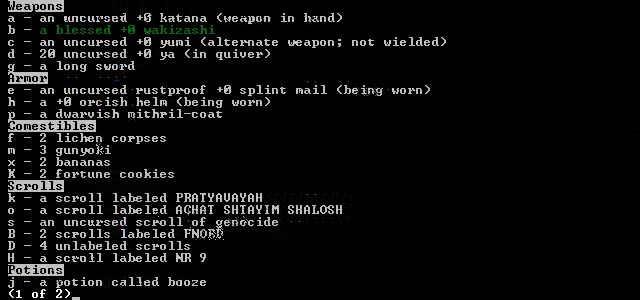 Weapons
a - an uncursed +0 katana (weapon in hand)
b - a blessed +0 wakizashi
c - an uncursed +0 yumi (alternate weapon; not wielded)
d - 20 uncursed +0 ya (in quiver)
g - a long sword
Armor
e - an uncursed rustproof +0 splint mail (being worn)
h - a +0 orcish helm (being worn)
p - a dwarvish mithril-coat
Comestibles
f - 2 lichen corpses
m - 3 gunyoki
x - 2 bananas
K - 2 fortune cookies
Scrolls
k - a scroll labeled PRATYAVAYAH
o - a scroll labeled ACHAT SHTAYIM SHALOSH
s - an uncursed scroll of genocide
B - 2 scrolls labeled FNORD
D - 4 unlabeled scrolls
H - a scroll labeled NR 9
Potions
j - a potion called booze
(1 of 2)